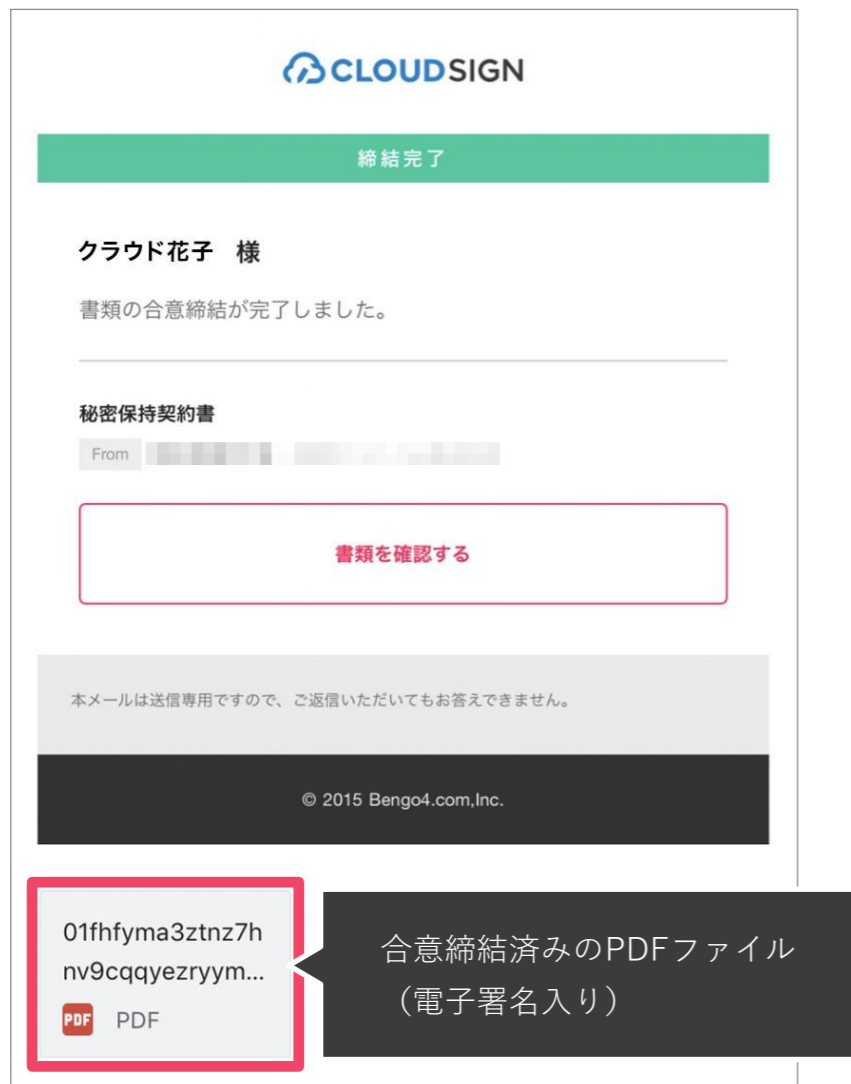 CLOUDSIGN
締結完了
クラウド花子 様
書類の合意締結が完了しました。
秘密保持契約書
From
書類を確認する
本メールは送信専用ですので、ご返信いただいてもお答えできません。
© 2015 Bengo4.com,Inc.
01fhfyma3ztnz7h
nv9cqqyezryym...
PDF PDF
合意締結済みのPDFファイル
（電子署名入り）